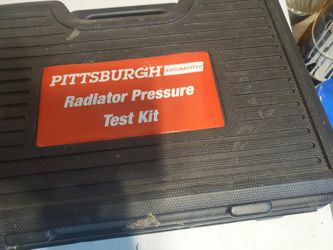 PITTSBURGH AUTOMOTIVE
Radiator Pressure
Test Kit